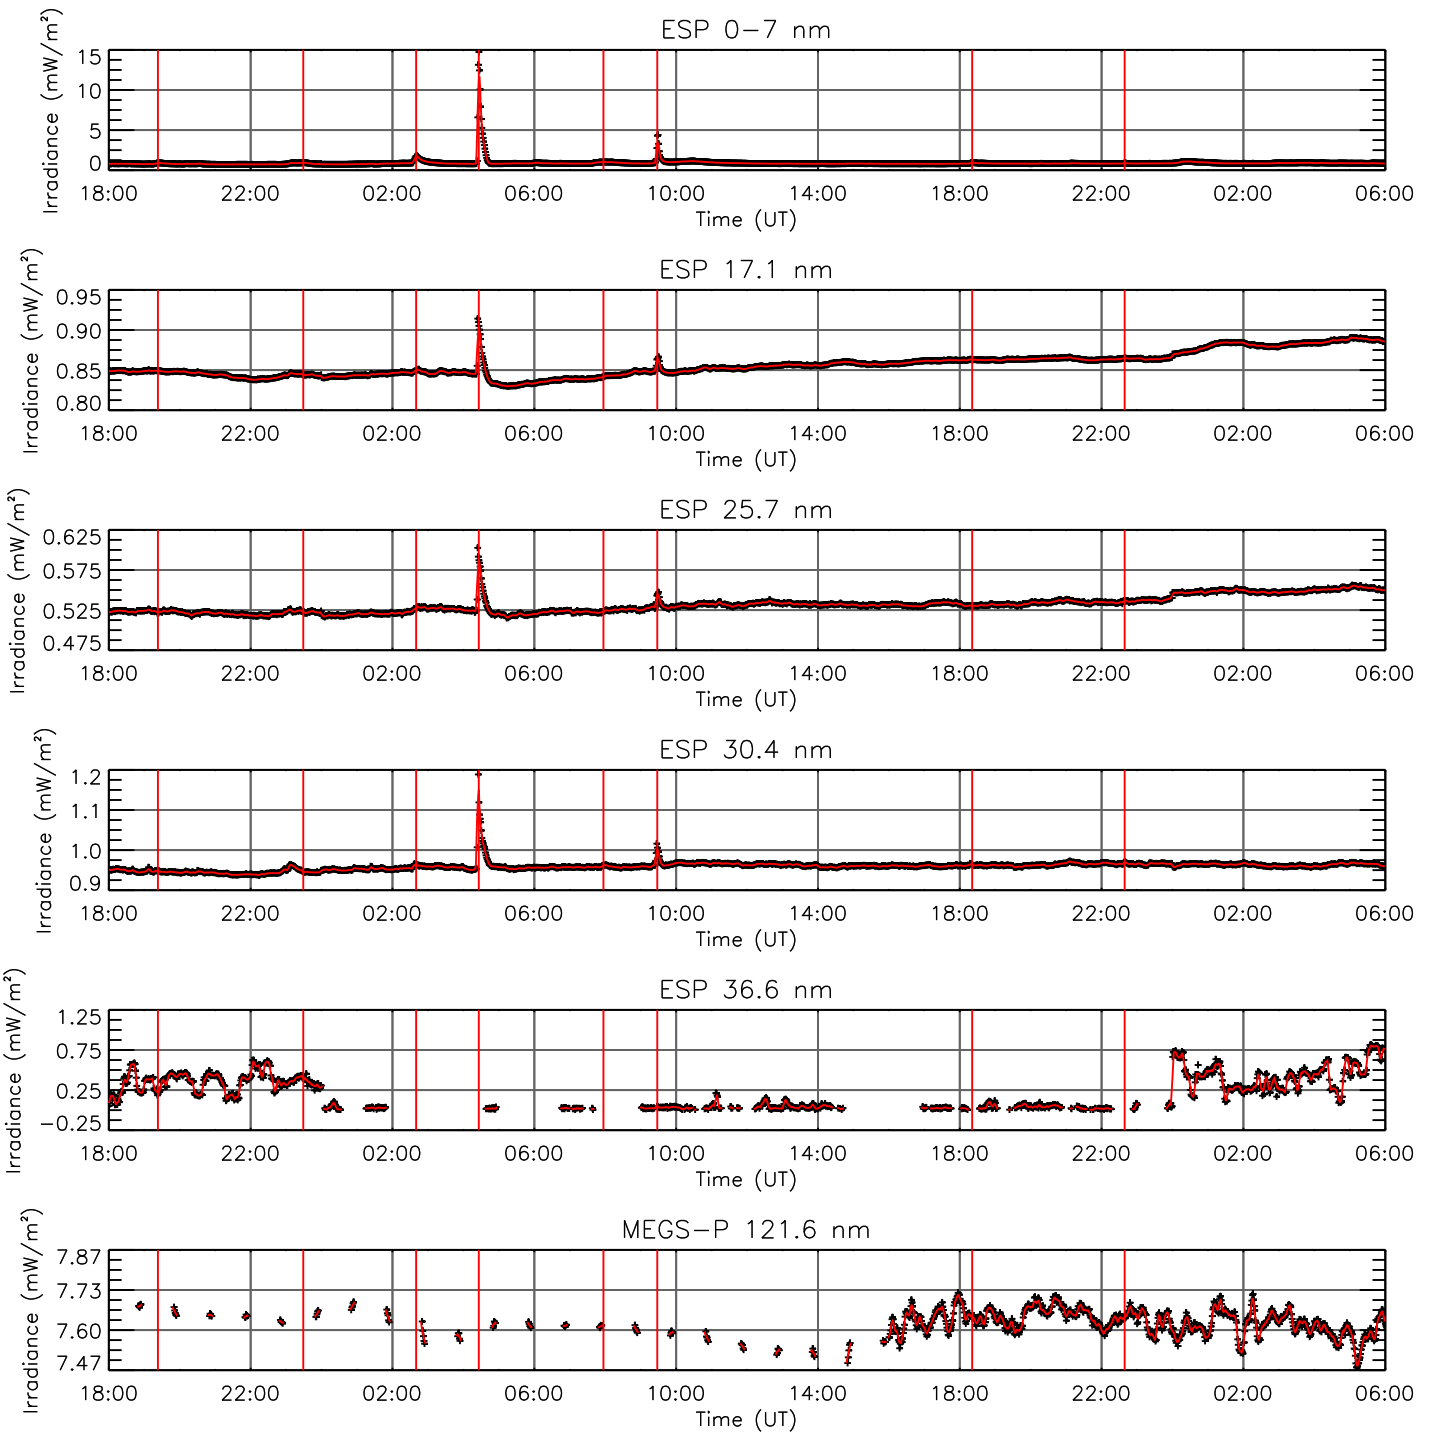 ESP 0-7 nm
Irradiance (mW/m²)
15
10
5
0
18:00 22:00 02:00 06:00 10:00 14:00 18:00 22:00 02:00 06:00
Time (UT)
ESP 17.1 nm
Irradiance (mW/m²)
0.95
0.90
0.85
0.80
18:00 22:00 02:00 06:00 10:00 14:00 18:00 22:00 02:00 06:00
Time (UT)
ESP 25.7 nm
Irradiance (mW/m²)
0.625
0.575
0.525
0.475
18:00 22:00 02:00 06:00 10:00 14:00 18:00 22:00 02:00 06:00
Time (UT)
ESP 30.4 nm
Irradiance (mW/m²)
1.2
1.1
1.0
0.9
18:00 22:00 02:00 06:00 10:00 14:00 18:00 22:00 02:00 06:00
Time (UT)
ESP 36.6 nm
Irradiance (mW/m²)
1.25
0.75
0.25
-0.25
18:00 22:00 02:00 06:00 10:00 14:00 18:00 22:00 02:00 06:00
Time (UT)
MEGS-P 121.6 nm
Irradiance (mW/m²)
7.87
7.73
7.60
7.47
18:00 22:00 02:00 06:00 10:00 14:00 18:00 22:00 02:00 06:00
Time (UT)